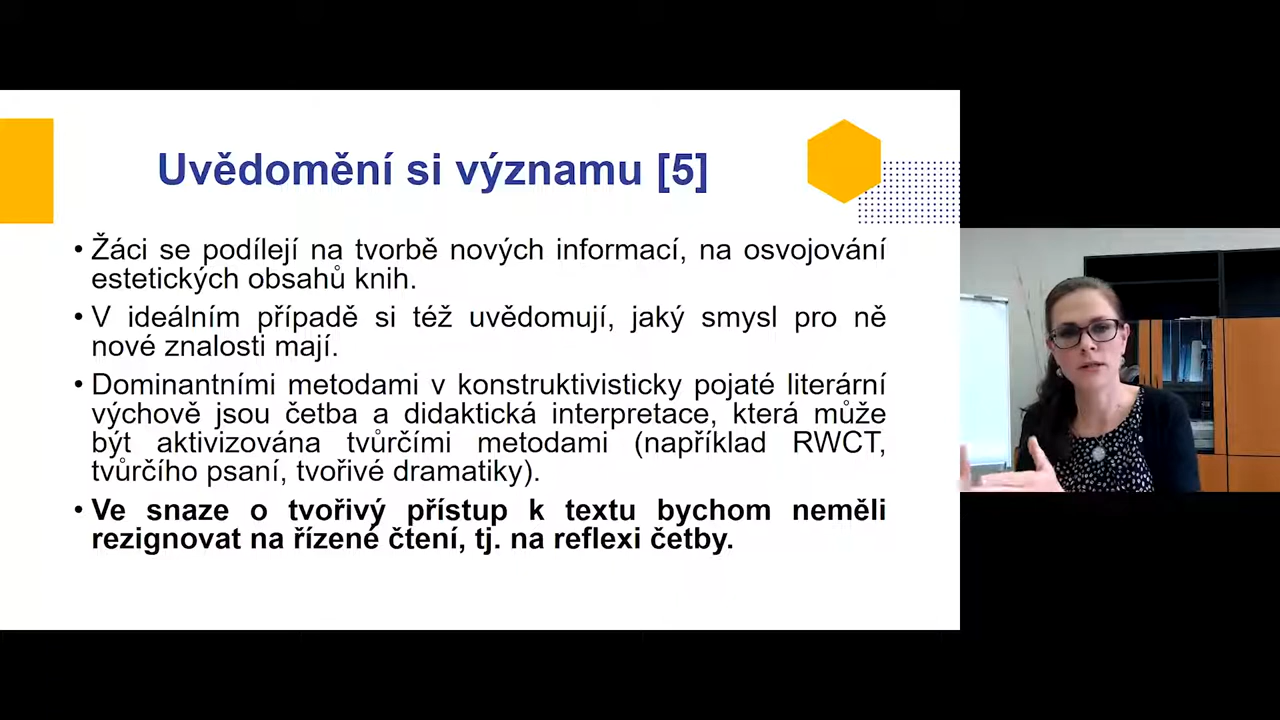 Uvědomění si významu [5]
• Žáci se podílejí na tvorbě nových informací, na osvojování
estetických obsahů knih.
• V ideálním případě si též uvědomují, jaký smysl pro ně
nové znalosti mají.
• Dominantními metodami v konstruktivisticky pojaté literární
výchově jsou četba a didaktická interpretace, která může
být aktivizována tvůrčími metodami (například RWCT,
tvůrčího psaní, tvořivé dramatiky).
• Ve snaze o tvořivý přístup k textu bychom neměli
rezignovat na řízené čtení, tj. na reflexi četby.